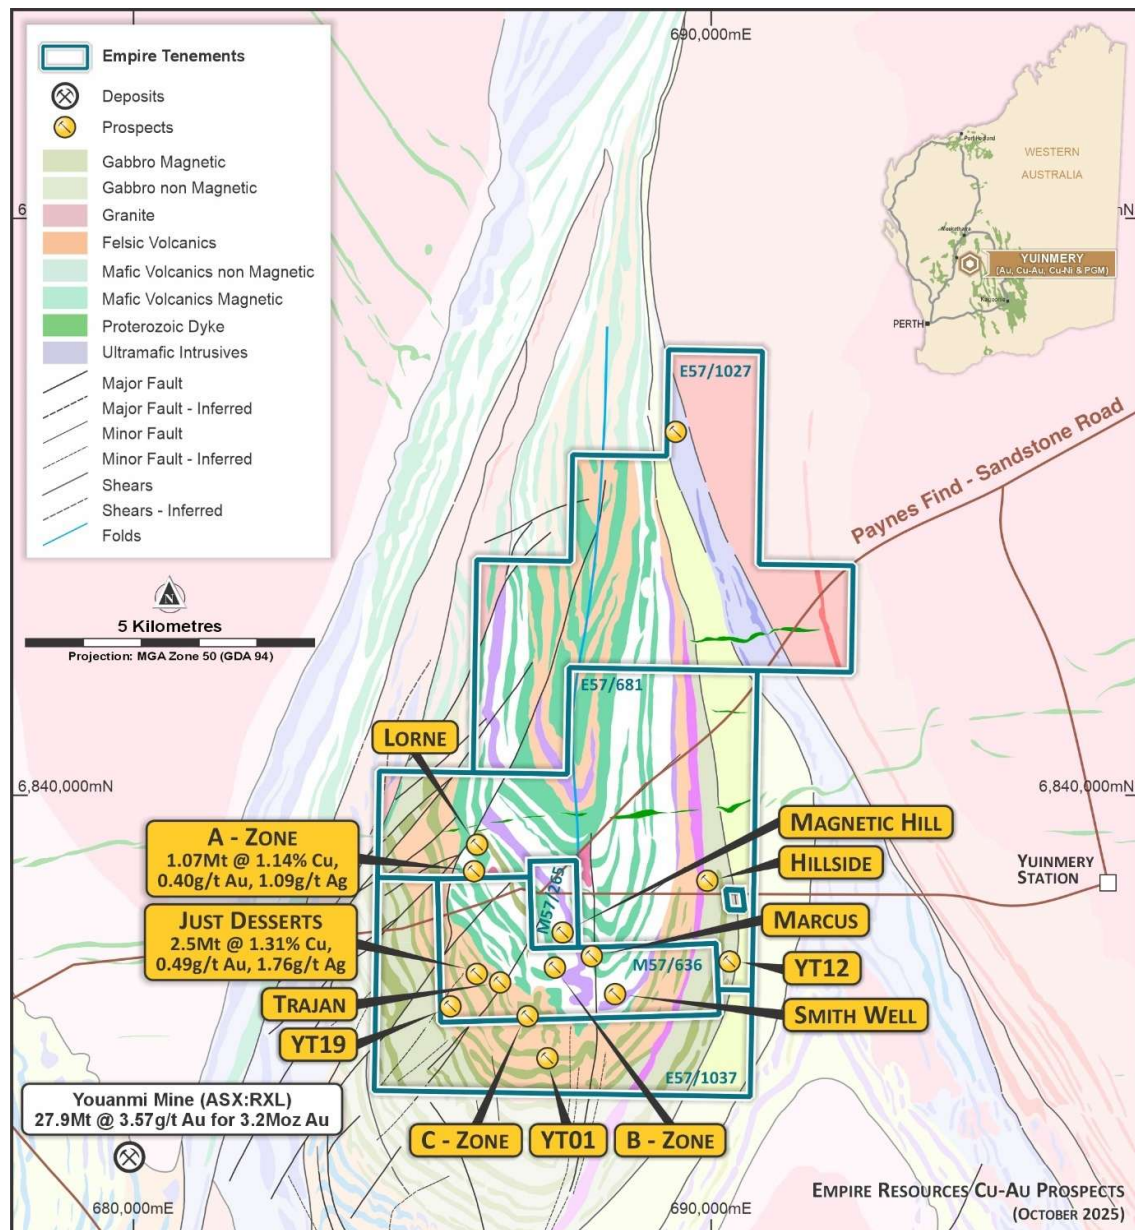 690,000mE
Empire Tenements
Deposits
Prospects
Gabbro Magnetic
Gabbro non Magnetic
Granite
Felsic Volcanics
Mafic Volcanics non Magnetic
Mafic Volcanics Magnetic
Proterozoic Dyke
Ultramafic Intrusives
Major Fault
Major Fault - Inferred
Minor Fault
Minor Fault - Inferred
Shears
Shears - Inferred
Folds
N
5 Kilometres
Projection: MGA Zone 50 (GDA 94)
WESTERN
AUSTRALIA
YUINMERY
(Au, Cu-Au, Cu-Ni & PGM)
PERTH
6
mN
E57/1027
Paynes Find - Sandstone Road
E57/681
LORNE
6,840,000mN
6,840,000mN
A - ZONE
1.07Mt @ 1.14% Cu,
0.40g/t Au, 1.09g/t Ag
MAGNETIC HILL
HILLSIDE
YUINMERY
STATION
M57/265
JUST DESSERTS
2.5Mt @ 1.31% Cu,
0.49g/t Au, 1.76g/t Ag
MARCUS
M57/636
YT12
TRAJAN
SMITH WELL
YT19
E57/1037
Youanmi Mine (ASX:RXL)
27.9Mt @ 3.57g/t Au for 3.2Moz Au
C - ZONE
YT01
B - ZONE
680,000mE
690,000mE
EMPIRE RESOURCES CU-AU PROSPECTS
(OCTOBER 2025)